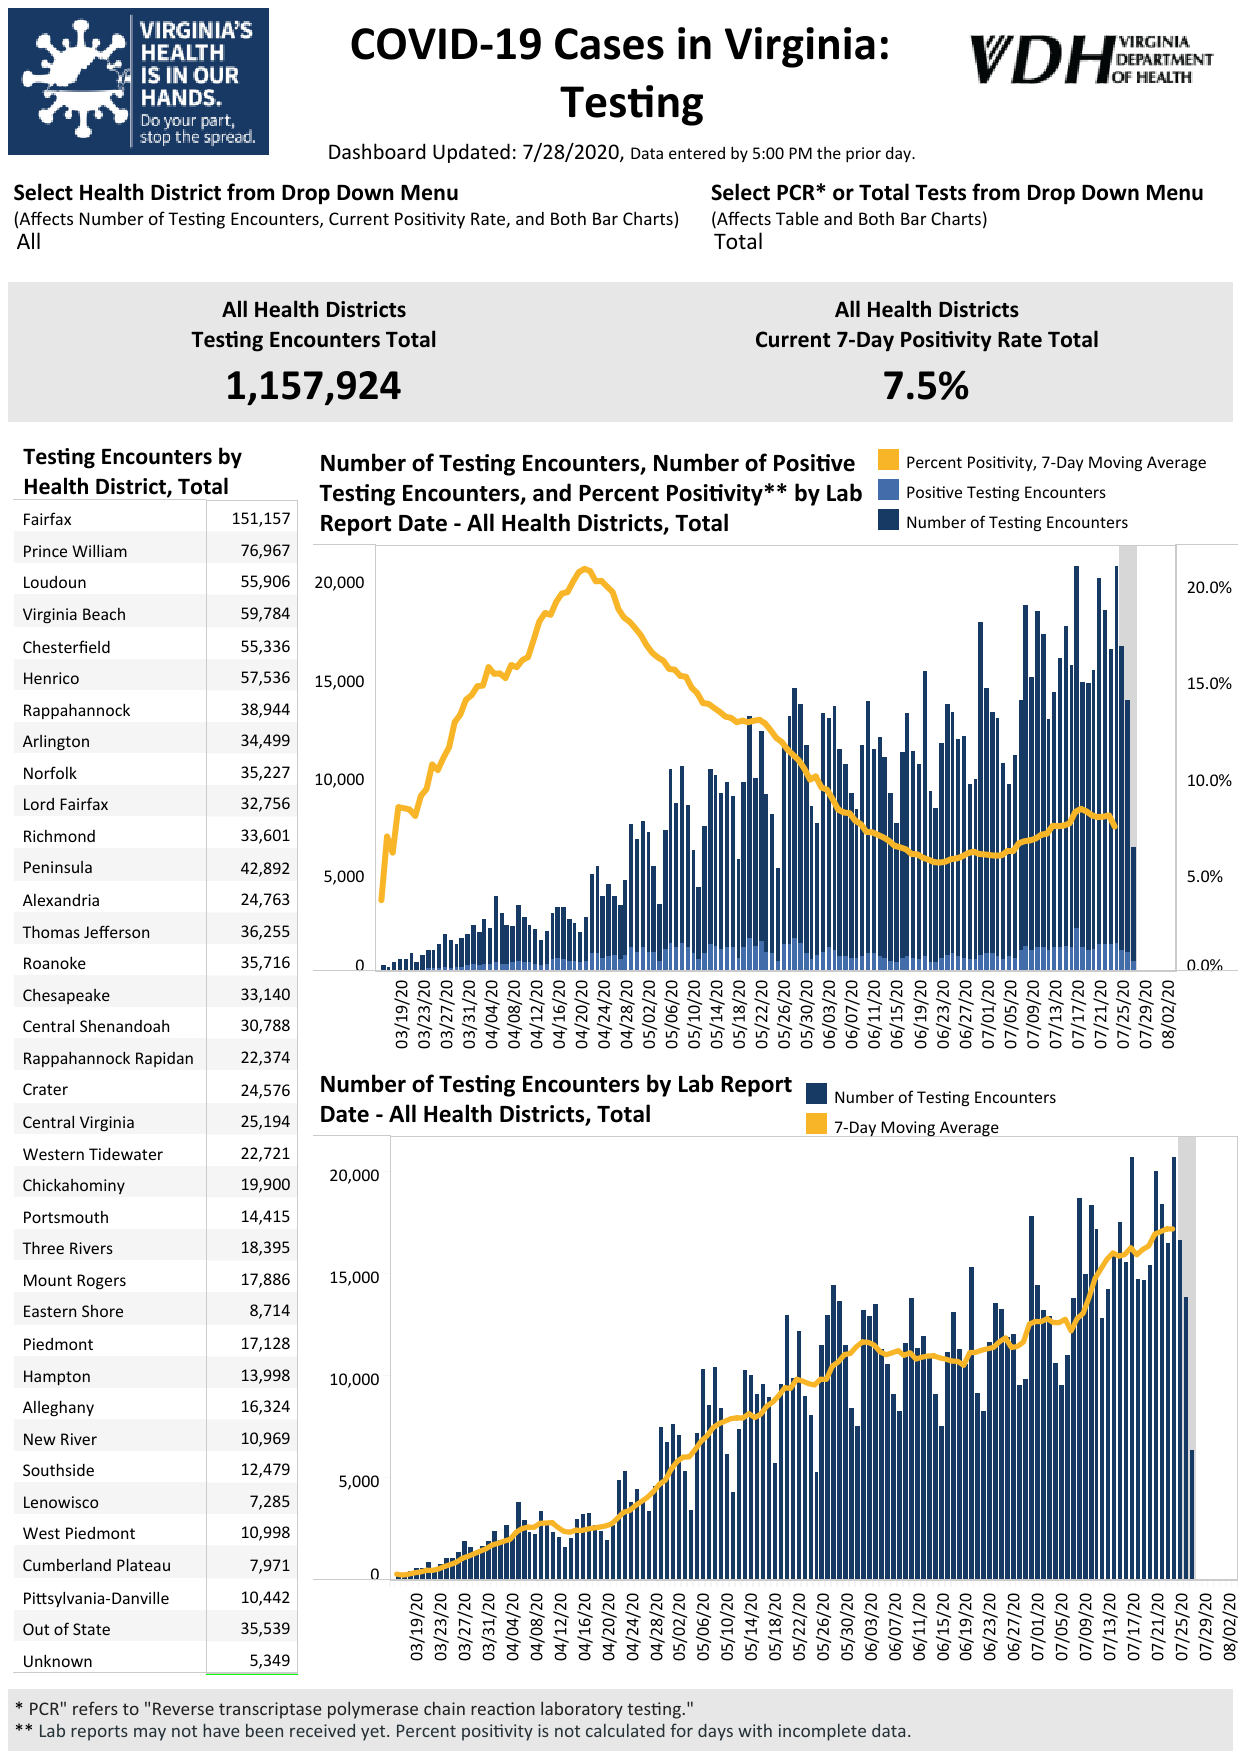 VIRGINIA'S
HEALTH
IS IN OUR
HANDS.
Do your part,
stop the spread.
COVID-19 Cases in Virginia:
Testing
VDH VIRGINIA
DEPARTMENT
OF HEALTH
Dashboard Updated: 7/28/2020, Data entered by 5:00 PM the prior day.
Select Health District from Drop Down Menu
(Affects Number of Testing Encounters, Current Positivity Rate, and Both Bar Charts)
All
Select PCR* or Total Tests from Drop Down Menu
(Affects Table and Both Bar Charts)
Total
All Health Districts
Testing Encounters Total
1,157,924
All Health Districts
Current 7-Day Positivity Rate Total
7.5%
Testing Encounters by
Health District, Total
Fairfax 151,157
Prince William 76,967
Loudoun 55,906
Virginia Beach 59,784
Chesterfield 55,336
Henrico 57,536
Rappahannock 38,944
Arlington 34,499
Norfolk 35,227
Lord Fairfax 32,756
Richmond 33,601
Peninsula 42,892
Alexandria 24,763
Thomas Jefferson 36,255
Roanoke 35,716
Chesapeake 33,140
Central Shenandoah 30,788
Rappahannock Rapidan 22,374
Crater 24,576
Central Virginia 25,194
Western Tidewater 22,721
Chickahominy 19,900
Portsmouth 14,415
Three Rivers 18,395
Mount Rogers 17,886
Eastern Shore 8,714
Piedmont 17,128
Hampton 13,998
Alleghany 16,324
New River 10,969
Southside 12,479
Lenowisco 7,285
West Piedmont 10,998
Cumberland Plateau 7,971
Pittsylvania-Danville 10,442
Out of State 35,539
Unknown 5,349
Number of Testing Encounters, Number of Positive
Testing Encounters, and Percent Positivity** by Lab
Report Date - All Health Districts, Total
Percent Positivity, 7-Day Moving Average
Positive Testing Encounters
Number of Testing Encounters
20,000
15,000
10,000
5,000
0
20.0%
15.0%
10.0%
5.0%
0.0%
03/19/20
03/23/20
03/27/20
03/31/20
04/04/20
04/08/20
04/12/20
04/16/20
04/20/20
04/24/20
04/28/20
05/02/20
05/06/20
05/10/20
05/14/20
05/18/20
05/22/20
05/26/20
05/30/20
06/03/20
06/07/20
06/11/20
06/15/20
06/19/20
06/23/20
06/27/20
07/01/20
07/05/20
07/09/20
07/13/20
07/17/20
07/21/20
07/25/20
07/29/20
08/02/20
Number of Testing Encounters by Lab Report
Date - All Health Districts, Total
Number of Testing Encounters
7-Day Moving Average
20,000
15,000
10,000
5,000
0
03/19/20
03/23/20
03/27/20
03/31/20
04/04/20
04/08/20
04/12/20
04/16/20
04/20/20
04/24/20
04/28/20
05/02/20
05/06/20
05/10/20
05/14/20
05/18/20
05/22/20
05/26/20
05/30/20
06/03/20
06/07/20
06/11/20
06/15/20
06/19/20
06/23/20
06/27/20
07/01/20
07/05/20
07/09/20
07/13/20
07/17/20
07/21/20
07/25/20
07/29/20
08/02/20
* PCR" refers to "Reverse transcriptase polymerase chain reaction laboratory testing."
** Lab reports may not have been received yet. Percent positivity is not calculated for days with incomplete data.